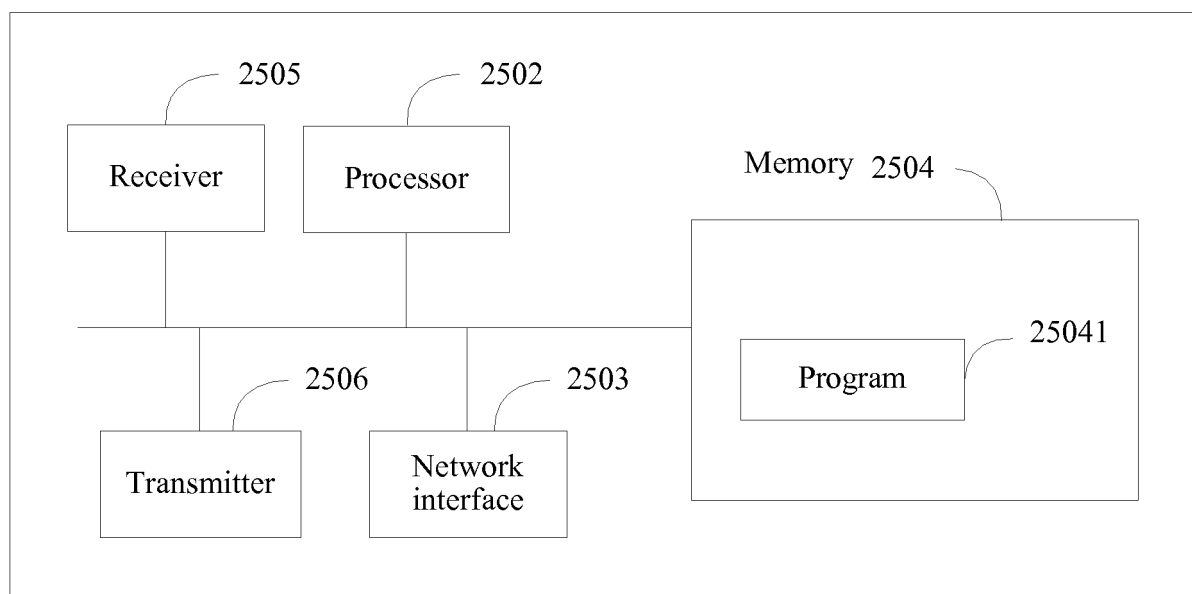 2505
2502
Receiver
Processor
Memory 2504
25041
Program
2506
2503
Transmitter
Network
interface